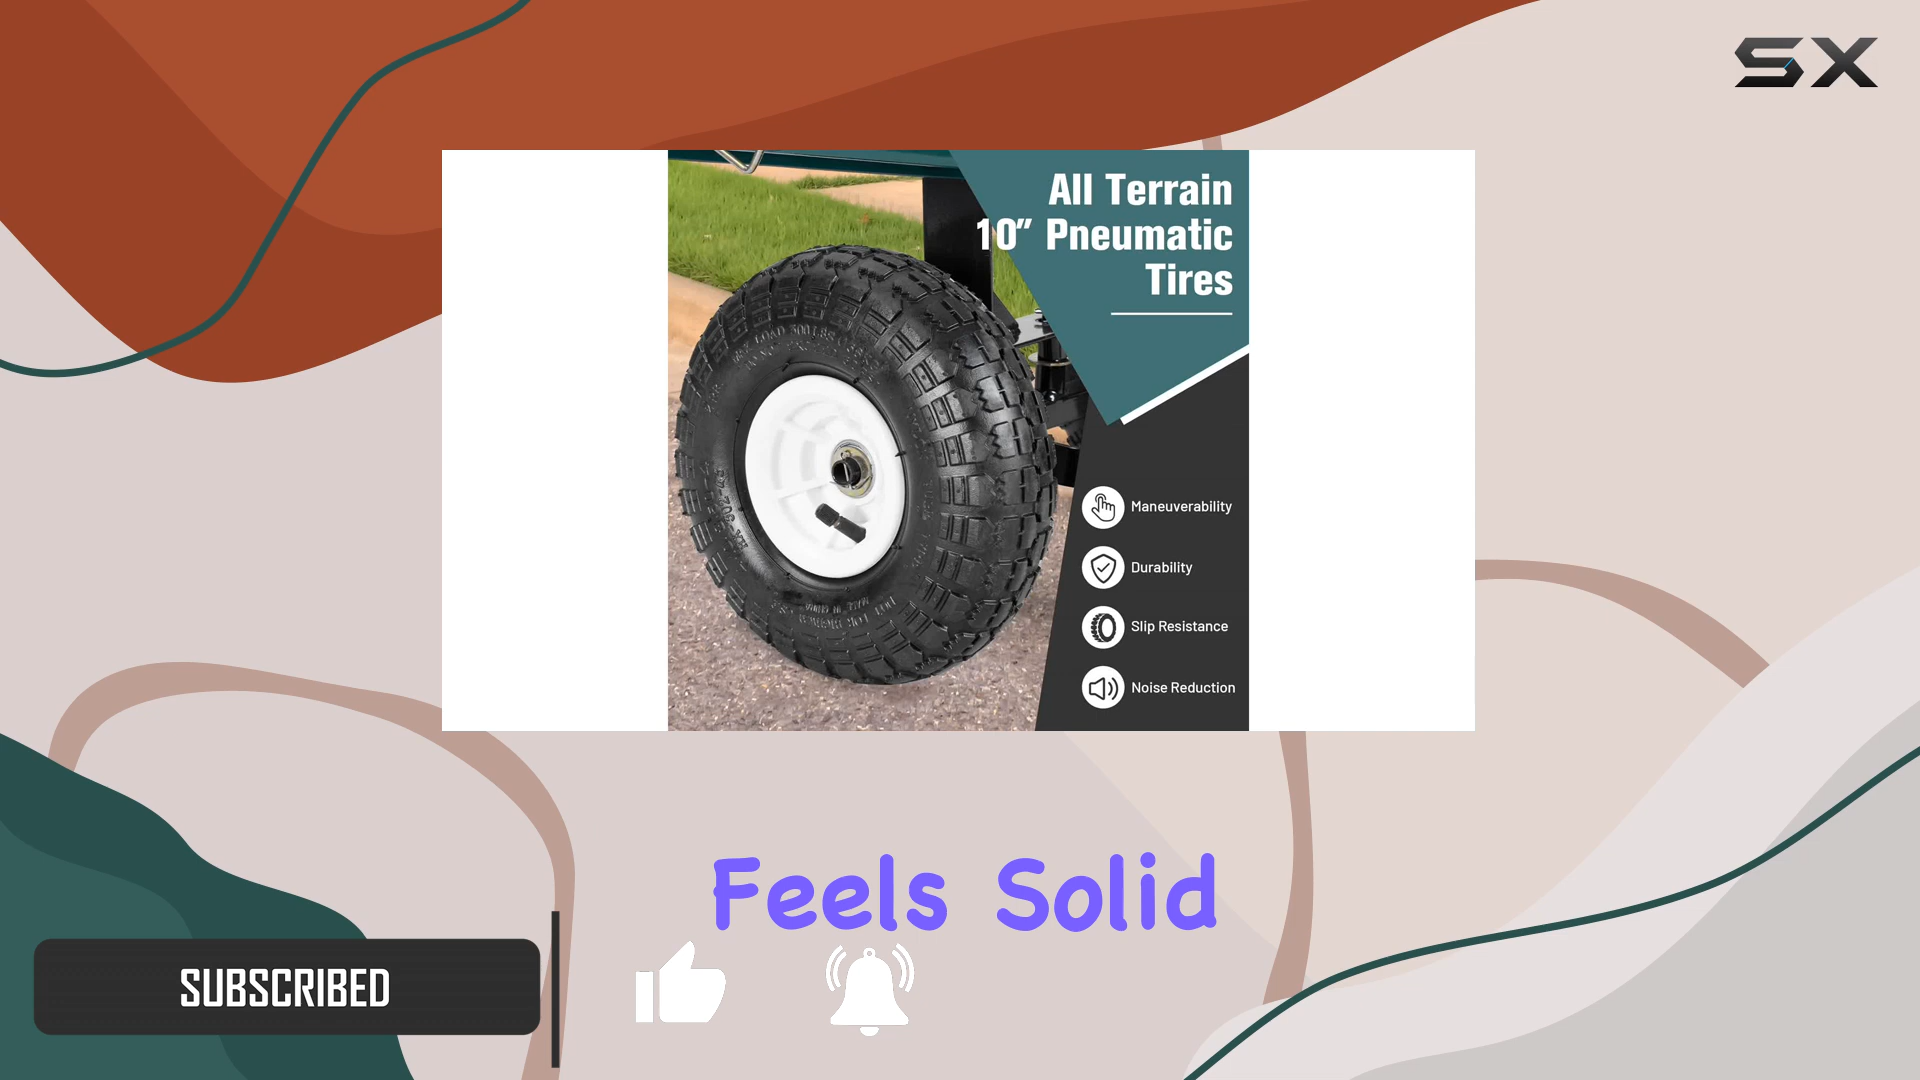 SX
All Terrain
10” Pneumatic
Tires
Maneuverability
Durability
Slip Resistance
Noise Reduction
Feels Solid
SUBSCRIBED